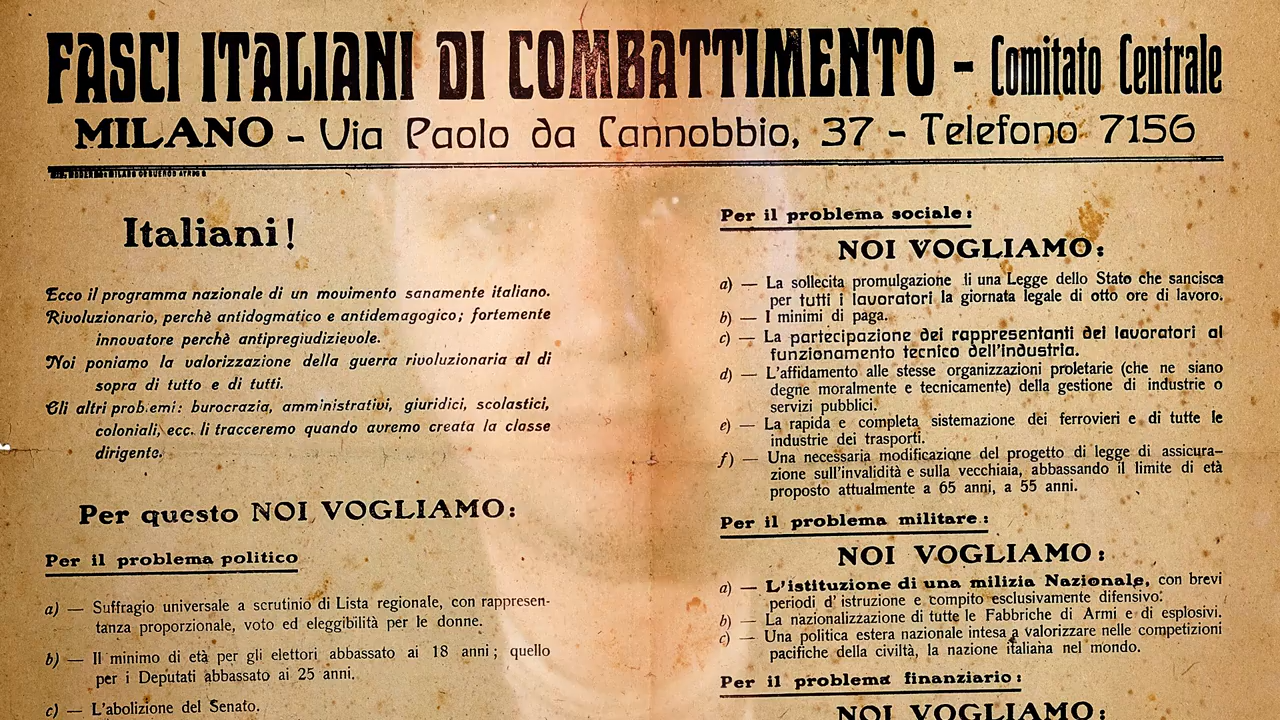 FASCI ITALIANI DI COMBATTIMENTO - Comitato Centrale
MILANO - Via Paolo da Cannobbio, 37 - Telefono 7156
Italiani!
Ecco il programma nazionale di un movimento sanamente italiano.
Rivoluzionario, perchè antidogmatico e antidemagogico; fortemente
innovatore perchè antipregiudizievole.
Noi poniamo la valorizzazione della guerra rivoluzionaria al di
sopra di tutto e di tutti.
Gli altri prob.emi: burocrazia, amministrativi, giuridici, scolastici,
coloniali, ecc. li tracceremo quando avremo creata la classe
dirigente.
Per questo NOI VOGLIAMO:
Per il problema politico
a) — Suffragio universale a scrutinio di Lista regionale, con rappresen-
tanza proporzionale, voto ed eleggibilità per le donne.
b) — Il minimo di età per gli elettori abbassato ai 18 anni; quello
per i Deputati abbassato ai 25 anni.
c) — L'abolizione del Senato.
Per il problema sociale:
NOI VOGLIAMO:
a) — La sollecita promulgazione li una Legge dello Stato che sancisca
per tutti i lavoratori la giornata legale di otto ore di lavoro.
b) — I minimi di paga.
c) — La partecipazione dei rappresentanti dei lavoratori al
funzionamento tecnico dell'industria.
d) — L'affidamento alle stesse organizzazioni proletarie (che ne siano
degne moralmente e tecnicamente) della gestione di industrie o
servizi pubblici.
e) — La rapida e completa sistemazione dei ferrovieri e di tutte le
industrie dei trasporti.
f) — Una necessaria modificazione del progetto di legge di assicura-
zione sull'invalidità e sulla vecchiaia, abbassando il limite di età
proposto attualmente a 65 anni, a 55 anni.
Per il problema militare:
NOI VOGLIAMO:
a) — L'istituzione di una milizia Nazionale, con brevi
periodi d'istruzione e compito esclusivamente difensivo.
b) — La nazionalizzazione di tutte le Fabbriche di Armi e di esplosivi.
c) — Una politica estera nazionale intesa a valorizzare nelle competizioni
pacifiche della civiltà, la nazione italiana nel mondo.
Per il problema finanziario:
NOI VOGLIAMO: